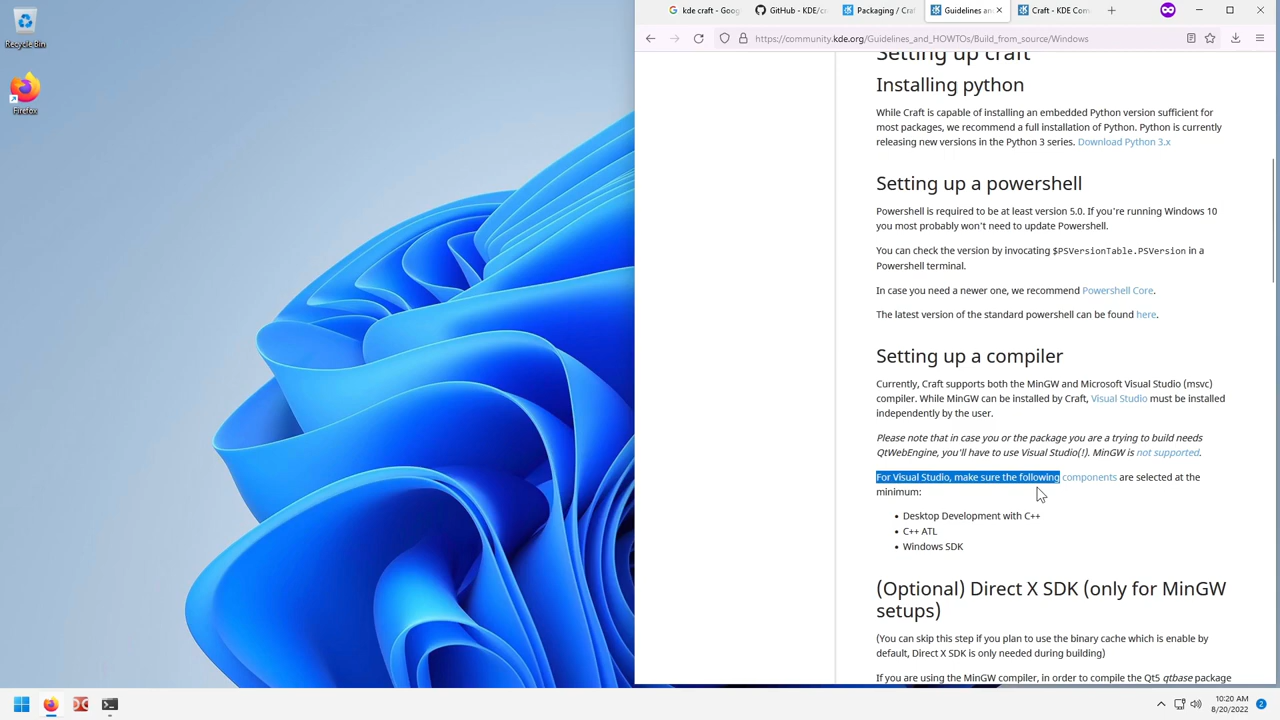 Recycle Bin
Firefox
kde craft - Goog
GitHub - KDE/cr
Packaging / Craf
Guidelines an
Craft - KDE Com
https://community.kde.org/Guidelines_and_HOWTOs/Build_from_source/Windows
Setting up craft
Installing python
While Craft is capable of installing an embedded Python version sufficient for
most packages, we recommend a full installation of Python. Python is currently
releasing new versions in the Python 3 series. Download Python 3.x
Setting up a powershell
Powershell is required to be at least version 5.0. If you're running Windows 10
you most probably won't need to update Powershell.
You can check the version by invocating $PSVersionTable.PSVersion in a
Powershell terminal.
In case you need a newer one, we recommend Powershell Core.
The latest version of the standard powershell can be found here.
Setting up a compiler
Currently, Craft supports both the MinGW and Microsoft Visual Studio (msvc)
compiler. While MinGW can be installed by Craft, Visual Studio must be installed
independently by the user.
Please note that in case you or the package you are a trying to build needs
QtWebEngine, you'll have to use Visual Studio(!). MinGW is not supported.
For Visual Studio, make sure the following components are selected at the
minimum:
• Desktop Development with C++
• C++ ATL
• Windows SDK
(Optional) Direct X SDK (only for MinGW
setups)
(You can skip this step if you plan to use the binary cache which is enable by
default, Direct X SDK is only needed during building)
If you are using the MinGW compiler, in order to compile the Qt5 qtbase package
10:20 AM
8/20/2022
2